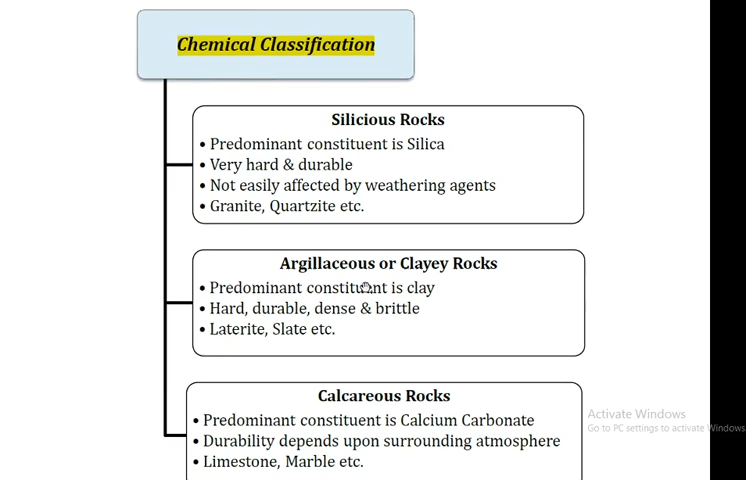 Chemical Classification
Silicious Rocks
• Predominant constituent is Silica
• Very hard & durable
• Not easily affected by weathering agents
• Granite, Quartzite etc.
Argillaceous or Clayey Rocks
• Predominant constituent is clay
• Hard, durable, dense & brittle
• Laterite, Slate etc.
Calcareous Rocks
• Predominant constituent is Calcium Carbonate
• Durability depends upon surrounding atmosphere
• Limestone, Marble etc.
Activate Windows
Go to PC settings to activate Windows